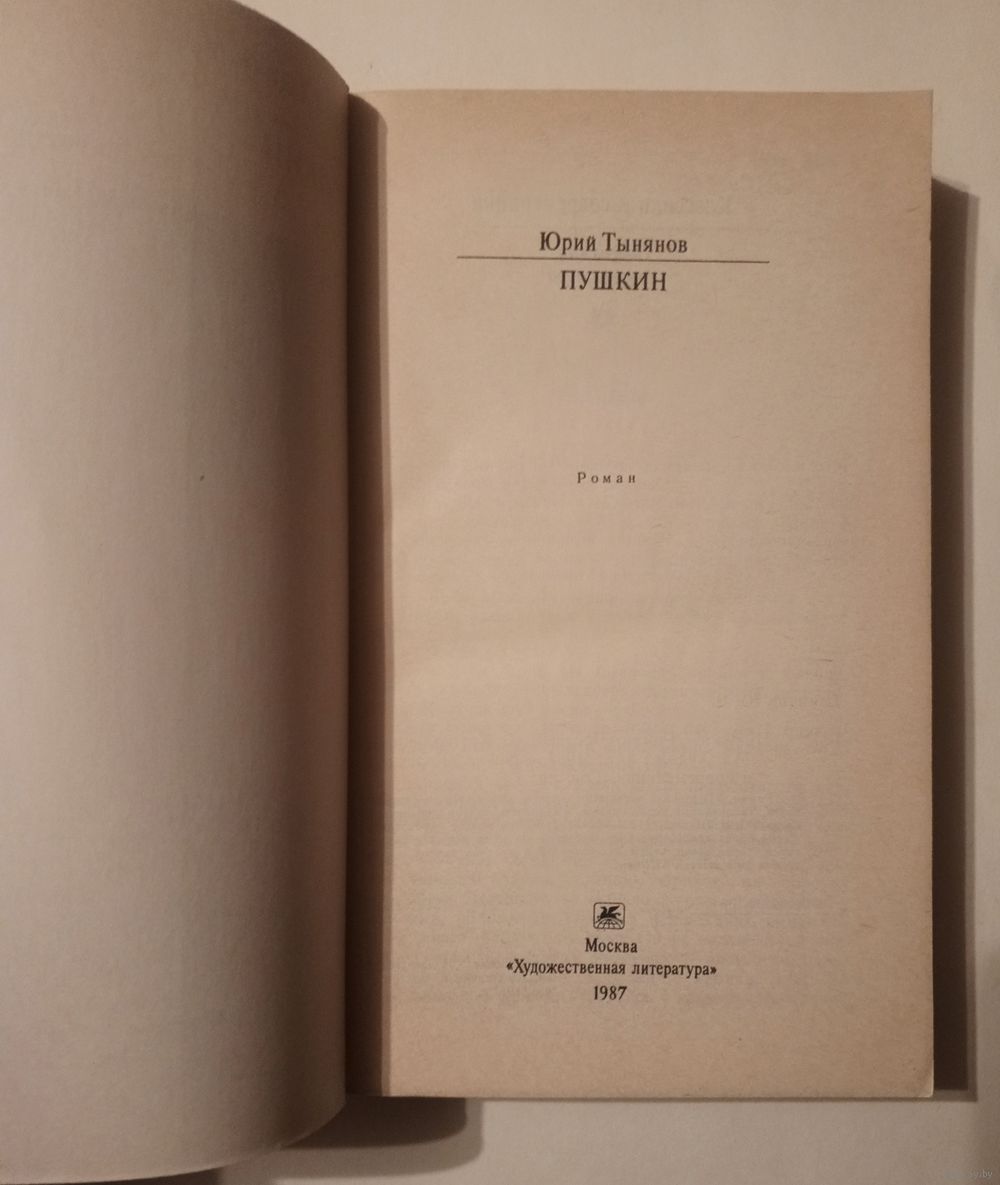 Юрий Тынянов
ПУШКИН
Роман
Москва
«Художественная литература»
1987